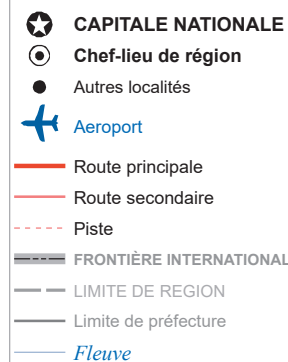 CAPITALE NATIONALE
Chef-lieu de région
Autres localités
Aeroport
Route principale
Route secondaire
Piste
FRONTIÈRE INTERNATIONAL
LIMITE DE REGION
Limite de préfecture
Fleuve